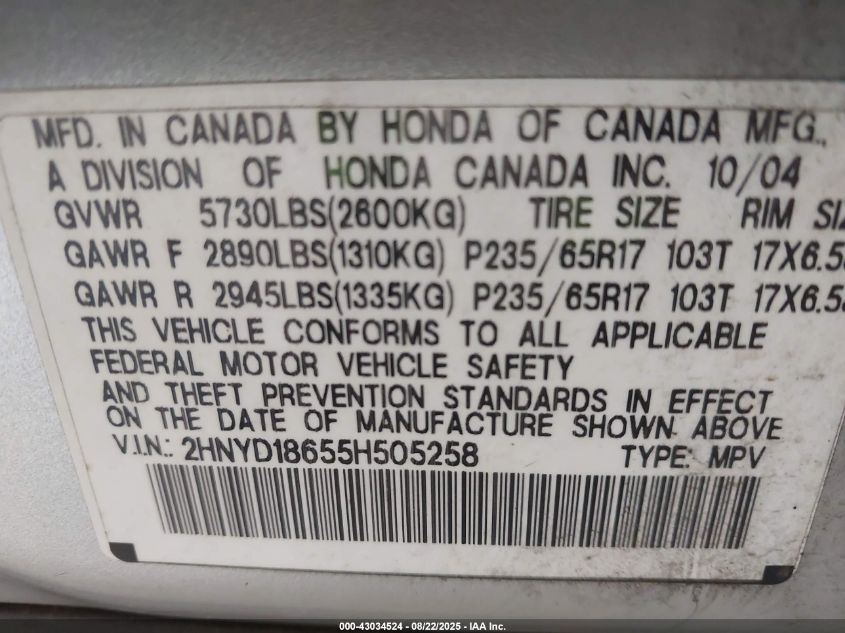 MFD. IN CANADA BY HONDA OF CANADA MFG.,
A DIVISION OF HONDA CANADA INC. 10/04
GVWR 5730LBS(2600KG) TIRE SIZE RIM
GAWR F 2890LBS(1310KG) P235/65R17 103T
GAWR R 2945LBS(1335KG) P235/65R17 103T
THIS VEHICLE CONFORMS TO ALL APPLICABLE
FEDERAL MOTOR VEHICLE SAFETY
AND THEFT PREVENTION STANDARDS IN EFFECT
ON THE DATE OF MANUFACTURE SHOWN ABOVE
V.I.N.: 2HNYD18655H505258 TYPE: MPV
000-43034524 - 08/22/2025 - IAA Inc.